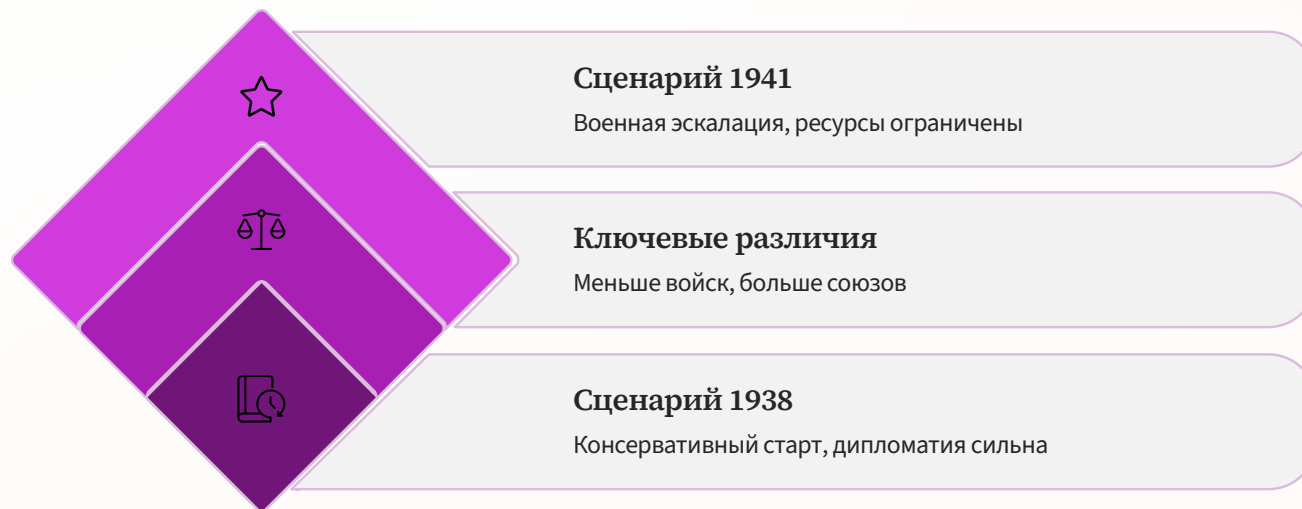 Сценарий 1941
Военная эскалация, ресурсы ограничены
Ключевые различия
Меньше войск, больше союзов
Сценарий 1938
Консервативный старт, дипломатия сильна